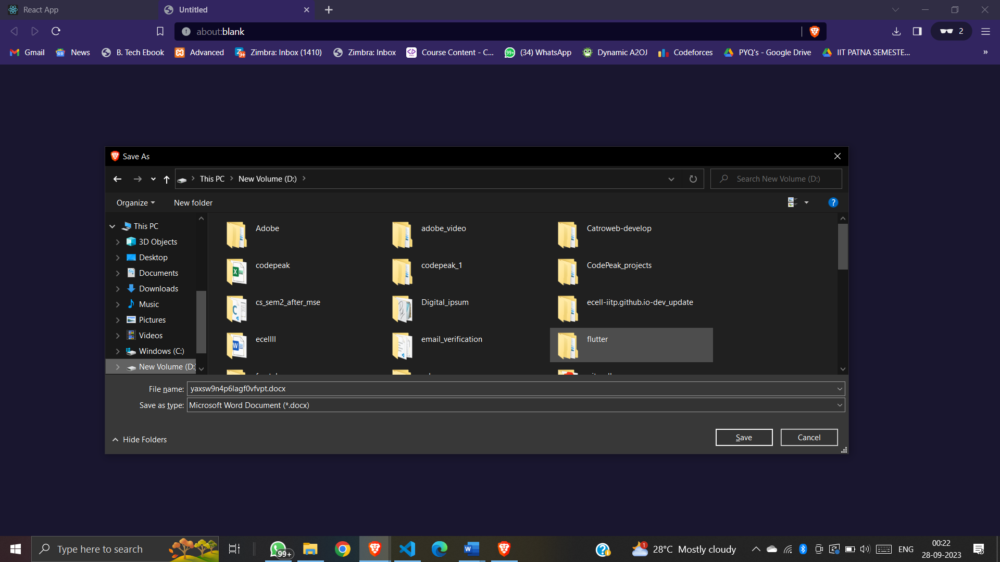 React App
Untitled
about:blank
2
Gmail
News
B. Tech Ebook
Advanced
Zimbra: Inbox (1410)
Zimbra: Inbox
Course Content - C...
(34) WhatsApp
Dynamic A2OJ
Codeforces
PYQ's - Google Drive
IIT PATNA SEMESTE...
Save As
This PC
New Volume (D:)
Search New Volume (D:)
Organize
New folder
This PC
3D Objects
Desktop
Documents
Downloads
Music
Pictures
Videos
Windows (C:)
New Volume (D:
Adobe
adobe_video
Catroweb-develop
codepeak
codepeak_1
CodePeak_projects
cs_sem2_after_mse
Digital_ipsum
ecell-iitp.github.io-dev_update
ecellll
email_verification
flutter
File name: yaxsw9n4p6lagf0vfvpt.docx
Save as type: Microsoft Word Document (*.docx)
Hide Folders
Save
Cancel
Type here to search
99+
1
28°C Mostly cloudy
ENG
00:22
28-09-2023